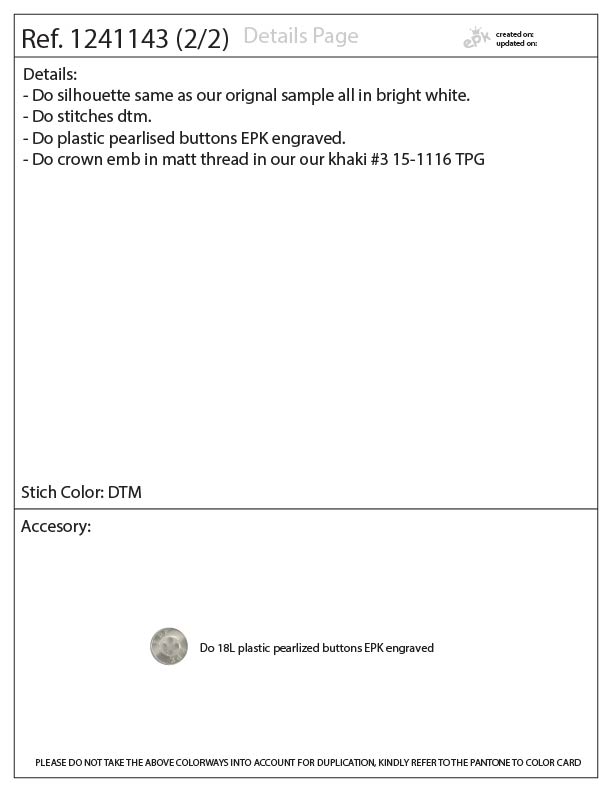 Ref. 1241143 (2/2) Details Page
epk created on:
updated on:
Details:
- Do silhouette same as our orignal sample all in bright white.
- Do stitches dtm.
- Do plastic pearlised buttons EPK engraved.
- Do crown emb in matt thread in our our khaki #3 15-1116 TPG
Stich Color: DTM
Accesory:
Do 18L plastic pearlized buttons EPK engraved
PLEASE DO NOT TAKE THE ABOVE COLORWAYS INTO ACCOUNT FOR DUPLICATION, KINDLY REFER TO THE PANTONE TO COLOR CARD